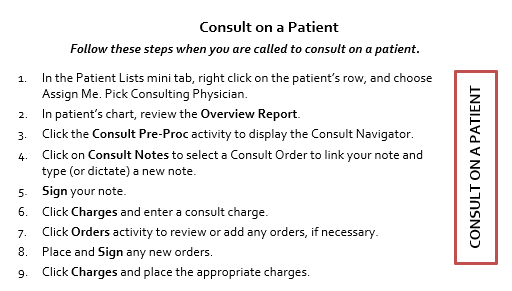 Consult on a Patient
Follow these steps when you are called to consult on a patient.
1. In the Patient Lists mini tab, right click on the patient's row, and choose
Assign Me. Pick Consulting Physician.
2. In patient's chart, review the Overview Report.
3. Click the Consult Pre-Proc activity to display the Consult Navigator.
4. Click on Consult Notes to select a Consult Order to link your note and
type (or dictate) a new note.
5. Sign your note.
6. Click Charges and enter a consult charge.
7. Click Orders activity to review or add any orders, if necessary.
8. Place and Sign any new orders.
9. Click Charges and place the appropriate charges.
CONSULT ON A PATIENT